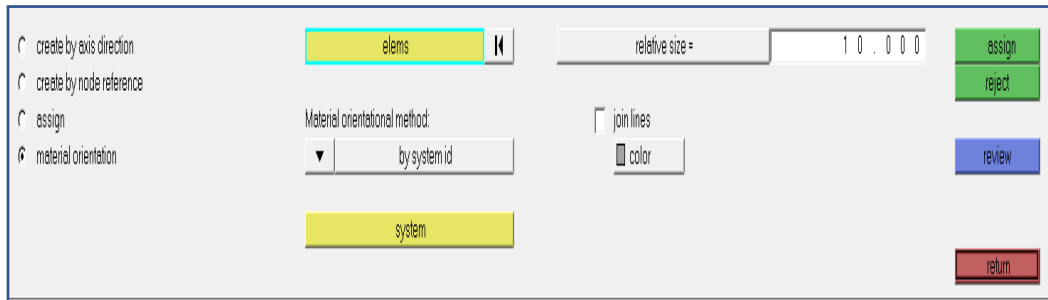 create by axis direction
elems
relative size =
10.000
assign
create by node reference
reject
assign
Material orientational method:
join lines
material orientation
by system id
color
review
system
return